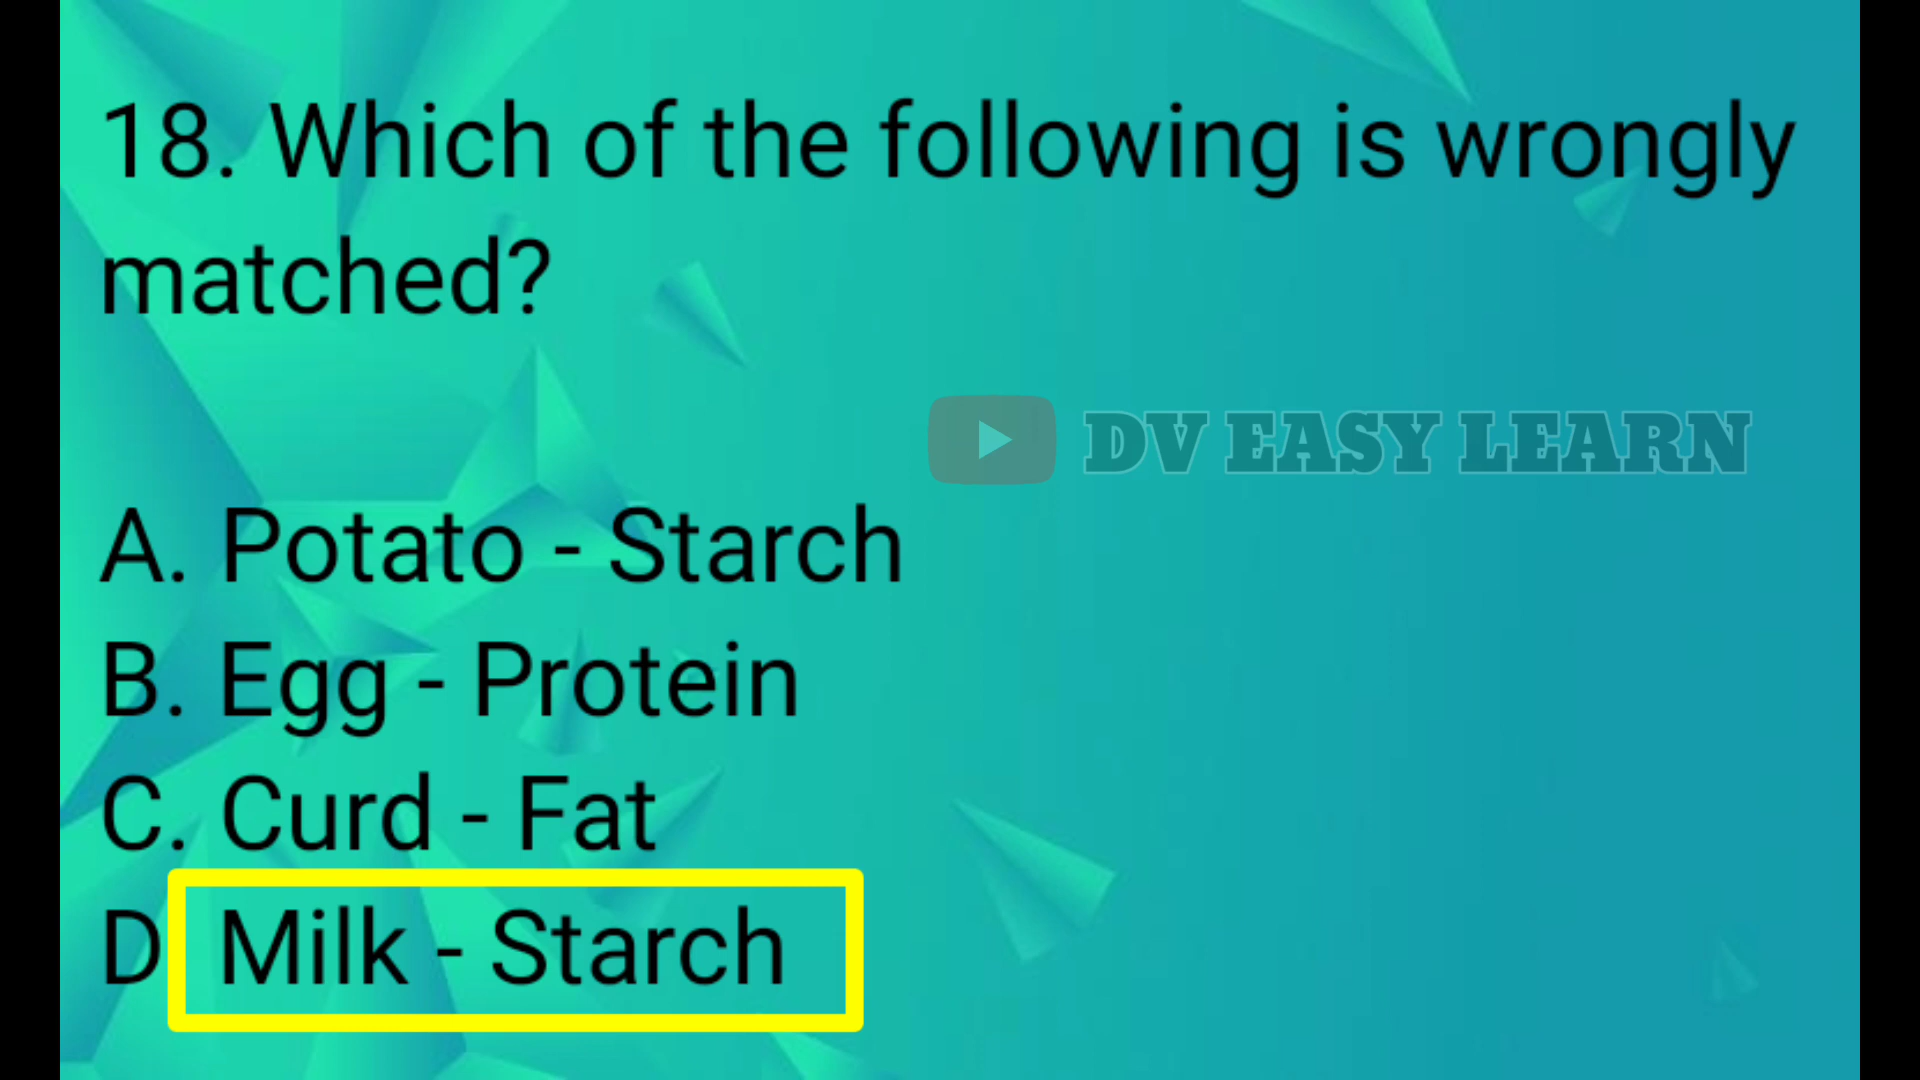 18. Which of the following is wrongly
matched?
DV EASY LEARN
A. Potato - Starch
B. Egg - Protein
C. Curd - Fat
D Milk - Starch